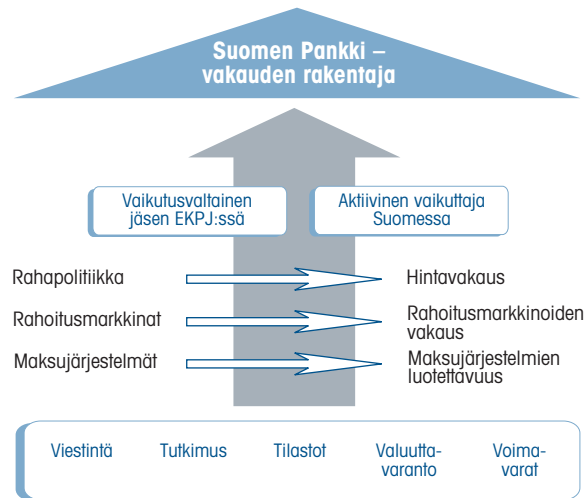 Suomen Pankki –
vakauden rakentaja
Vaikutusvaltainen
jäsen EKPJ:ssä
Aktiivinen vaikuttaja
Suomessa
Rahapolitiikka
Hintavakaus
Rahoitusmarkkinat
Rahoitusmarkkinoiden
vakaus
Maksujärjestelmät
Maksujärjestelmien
luotettavuus
Viestintä
Tutkimus
Tilastot
Valuutta-
varanto
Voima-
varat